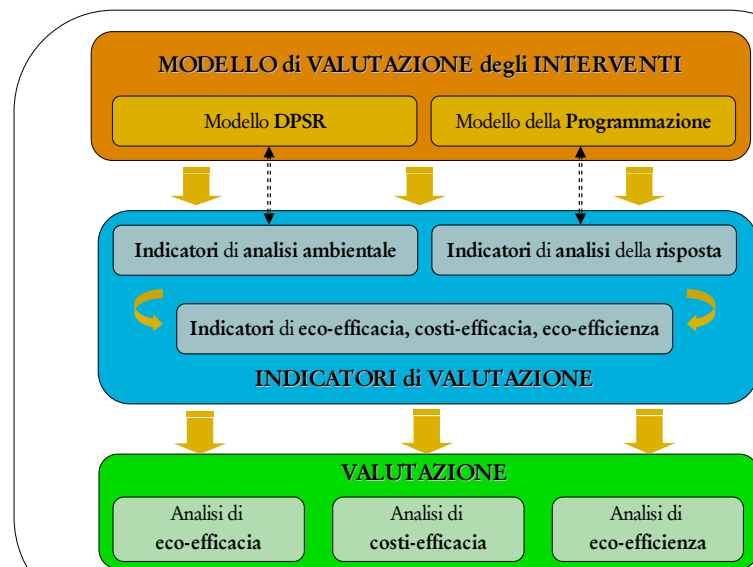 MODELLO di VALUTAZIONE degli INTERVENTI
Modello DPSR
Modello della Programmazione
Indicatori di analisi ambientale
Indicatori di analisi della risposta
Indicatori di eco-efficacia, costi-efficacia, eco-efficienza
INDICATORI di VALUTAZIONE
VALUTAZIONE
Analisi di
eco-efficacia
Analisi di
costi-efficacia
Analisi di
eco-efficienza